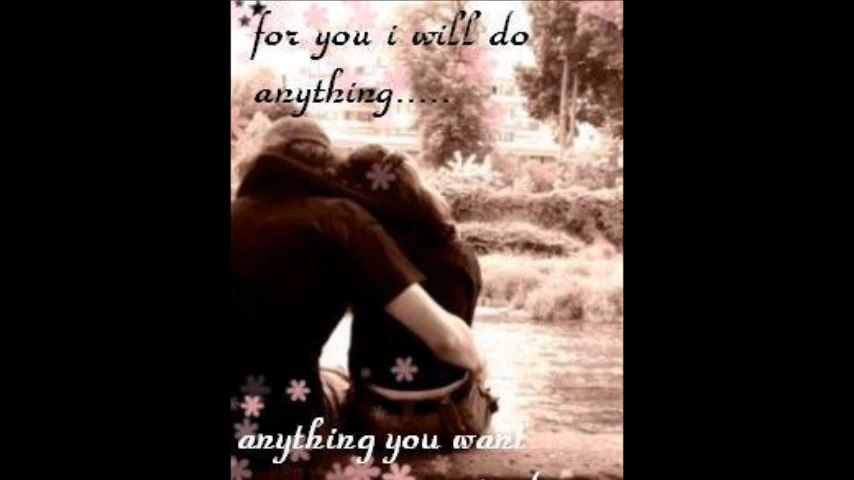 for you i will do
anything.....
anything you want